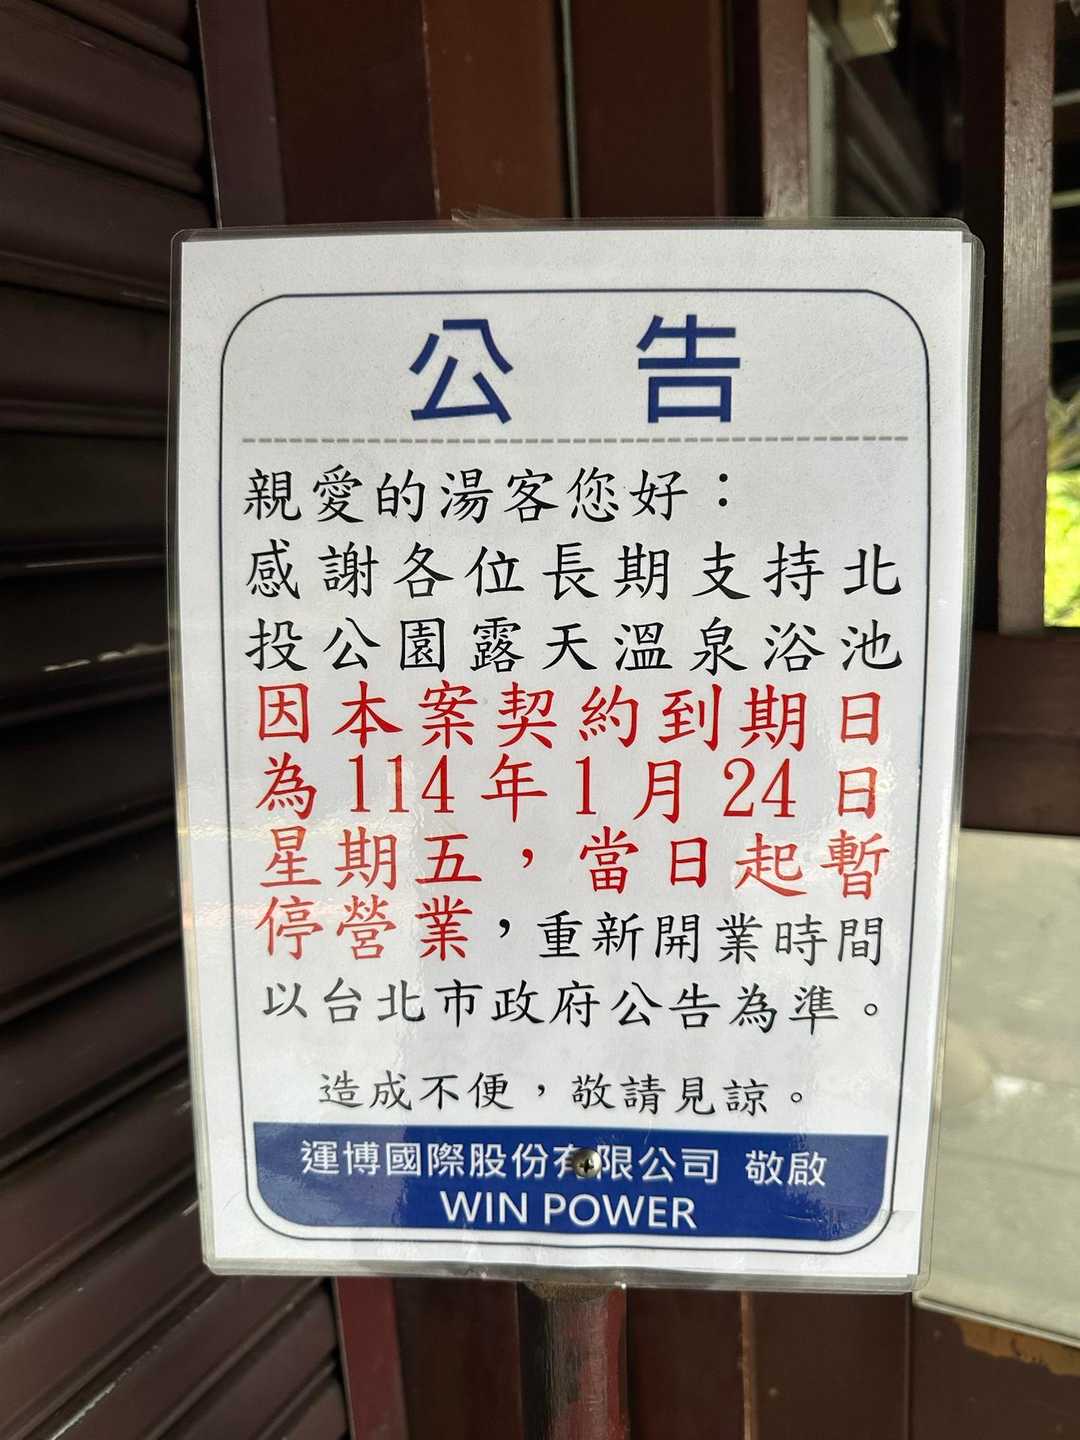 公告
親愛的湯客您好：
感謝各位長期支持北
投公園露天溫泉浴池
因本案契約到期日
為114年1月24日
星期五，當日起暫
停營業，重新開業時間
以台北市政府公告為準。
造成不便，敬請見諒。
運博國際股份有限公司 敬啟
WIN POWER